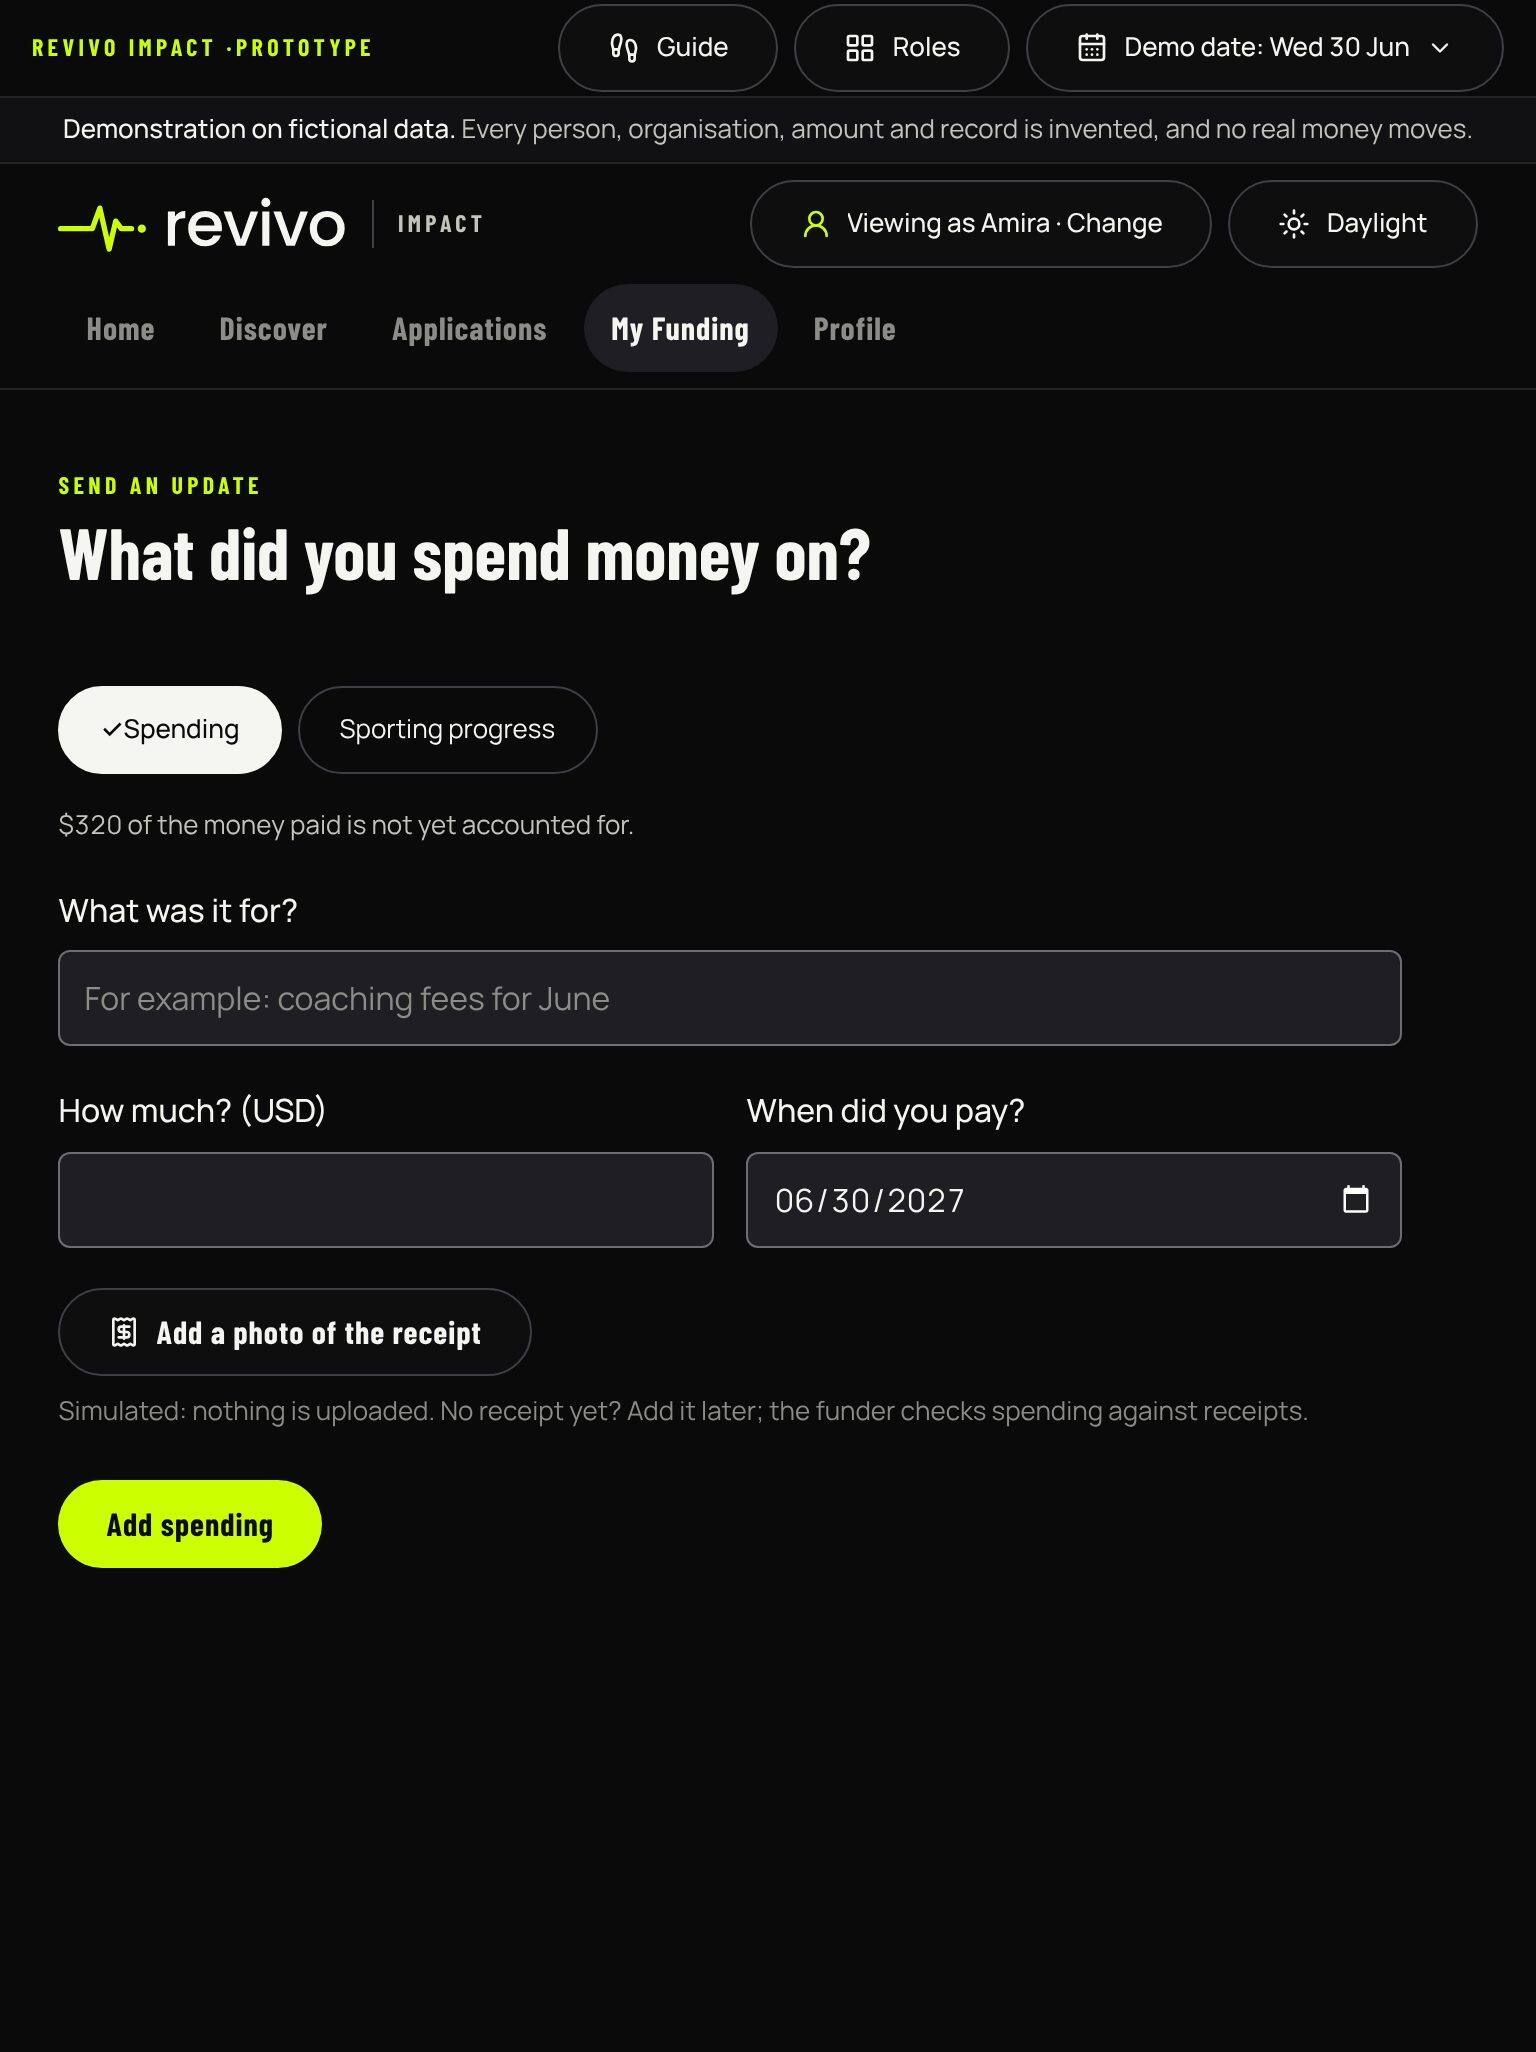 REVIVO IMPACT ·PROTOTYPE
Guide
Roles
Demo date: Wed 30 Jun
Demonstration on fictional data. Every person, organisation, amount and record is invented, and no real money moves.
revivo
IMPACT
Viewing as Amira · Change
Daylight
Home
Discover
Applications
My Funding
Profile
SEND AN UPDATE
What did you spend money on?
Spending
Sporting progress
$320 of the money paid is not yet accounted for.
What was it for?
For example: coaching fees for June
How much? (USD)
When did you pay?
06/30/2027
Add a photo of the receipt
Simulated: nothing is uploaded. No receipt yet? Add it later; the funder checks spending against receipts.
Add spending